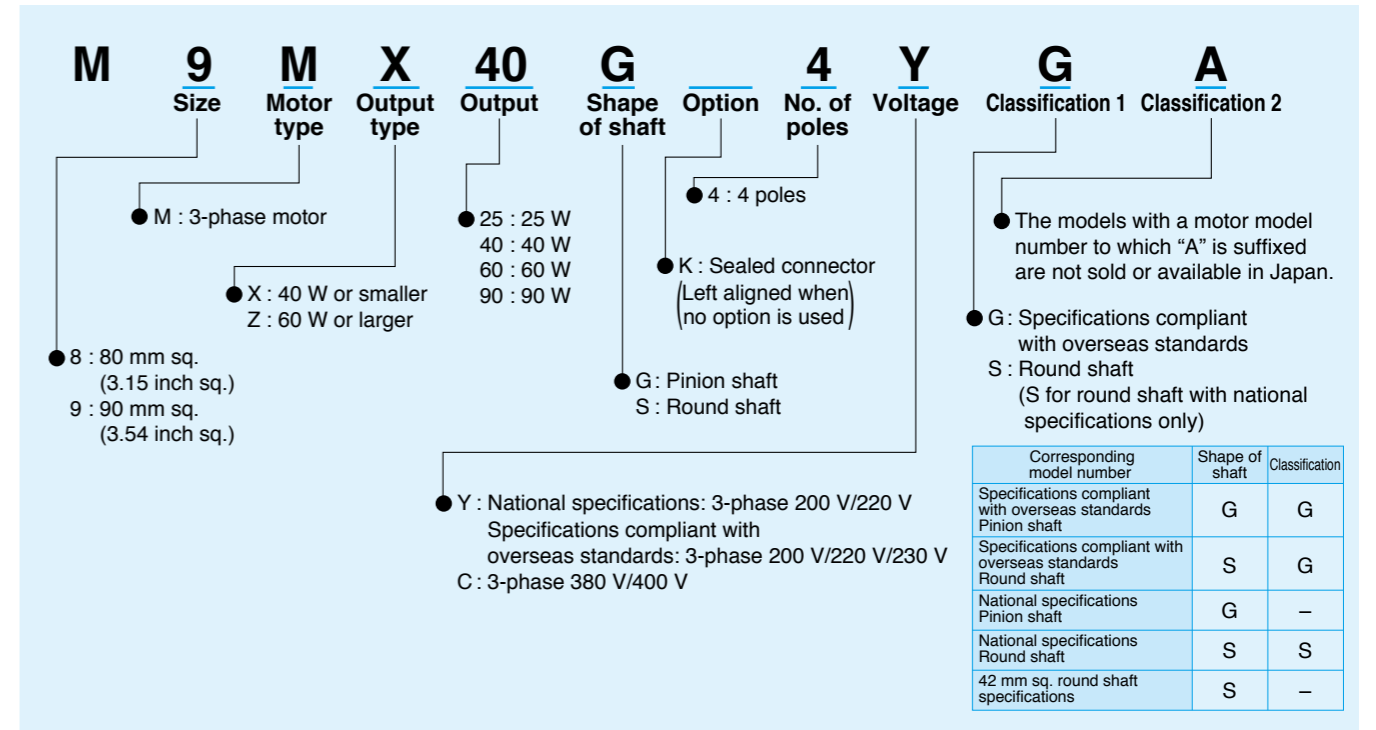 M 9 M X 40 G 4 Y G A
Size Motor type Output type Output Shape of shaft Option No. of poles Voltage Classification 1 Classification 2
M : 3-phase motor
X : 40 W or smaller
Z : 60 W or larger
8 : 80 mm sq.
(3.15 inch sq.)
9 : 90 mm sq.
(3.54 inch sq.)
25 : 25 W
40 : 40 W
60 : 60 W
90 : 90 W
4 : 4 poles
K : Sealed connector
(Left aligned when
no option is used)
G : Pinion shaft
S : Round shaft
Y : National specifications: 3-phase 200 V/220 V
Specifications compliant with
overseas standards: 3-phase 200 V/220 V/230 V
C : 3-phase 380 V/400 V
The models with a motor model
number to which “A” is suffixed
are not sold or available in Japan.
G : Specifications compliant
with overseas standards
S : Round shaft
(S for round shaft with national
specifications only)
Corresponding model number Shape of shaft Classification
Specifications compliant
with overseas standards
Pinion shaft G G
Specifications compliant with
overseas standards
Round shaft S G
National specifications
Pinion shaft G –
National specifications
Round shaft S S
42 mm sq. round shaft
specifications S –